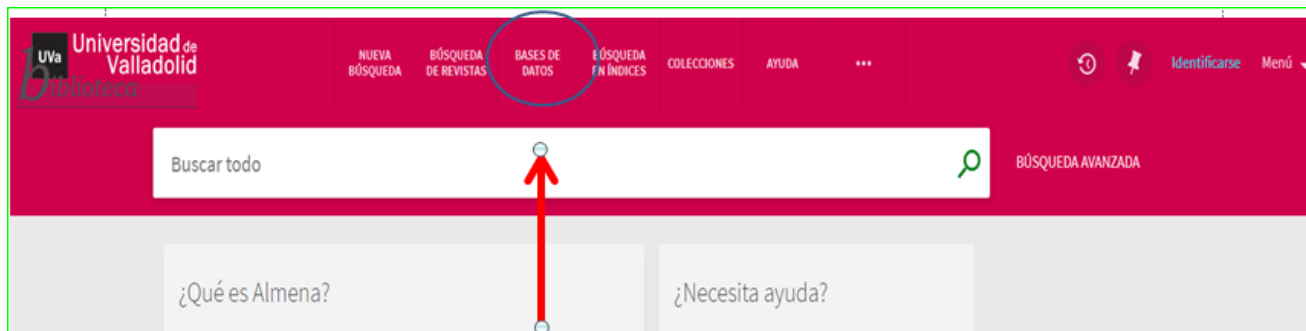 UVa
Universidad de
Valladolid
Biblioteca
NUEVA
BÚSQUEDA
BÚSQUEDA
DE REVISTAS
BASES DE
DATOS
BÚSQUEDA
EN ÍNDICES
COLECCIONES
AYUDA
•••
Identificarse
Menú
Buscar todo
BÚSQUEDA AVANZADA
¿Qué es Almena?
¿Necesita ayuda?